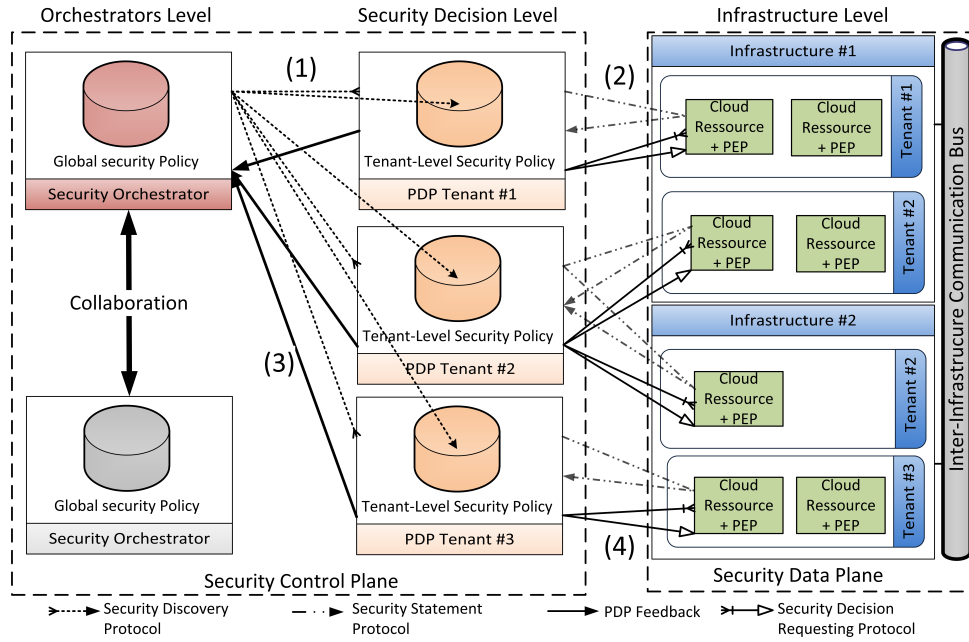 Orchestrators Level
Security Decision Level
Infrastructure Level
(1)
(2)
Global security Policy
Security Orchestrator
Tenant-Level Security Policy
PDP Tenant #1
Infrastructure #1
Cloud
Ressource
+ PEP
Cloud
Ressource
+ PEP
Tenant #1
Collaboration
Tenant-Level Security Policy
PDP Tenant #2
Cloud
Ressource
+ PEP
Cloud
Ressource
+ PEP
Tenant #2
Infrastructure #2
Cloud
Ressource
+ PEP
Tenant #2
(3)
Global security Policy
Security Orchestrator
Tenant-Level Security Policy
PDP Tenant #3
Cloud
Ressource
+ PEP
Cloud
Ressource
+ PEP
Tenant #3
(4)
Inter-Infrastrucure Communication Bus
Security Control Plane
Security Data Plane
Security Discovery
Protocol
Security Statement
Protocol
PDP Feedback
Security Decision
Requesting Protocol